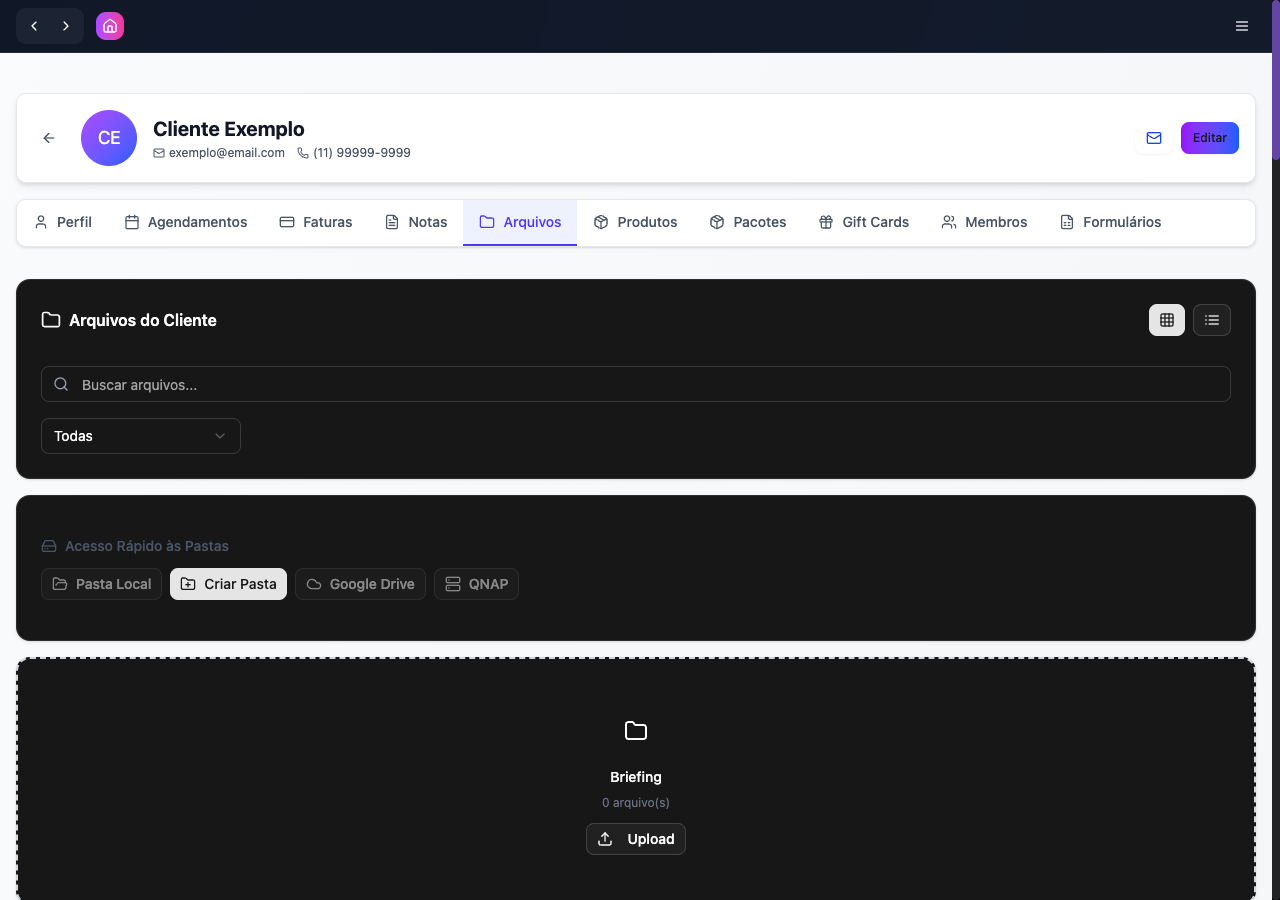 CE
Cliente Exemplo
exemplo@email.com (11) 99999-9999
Editar
Perfil Agendamentos Faturas Notas Arquivos Produtos Pacotes Gift Cards Membros Formulários
Arquivos do Cliente
Buscar arquivos...
Todas
Acesso Rápido às Pastas
Pasta Local Criar Pasta Google Drive QNAP
Briefing
0 arquivo(s)
Upload